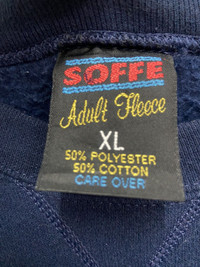 SOFFE
Adult Fleece
XL
50% POLYESTER
50% COTTON
CARE OVER